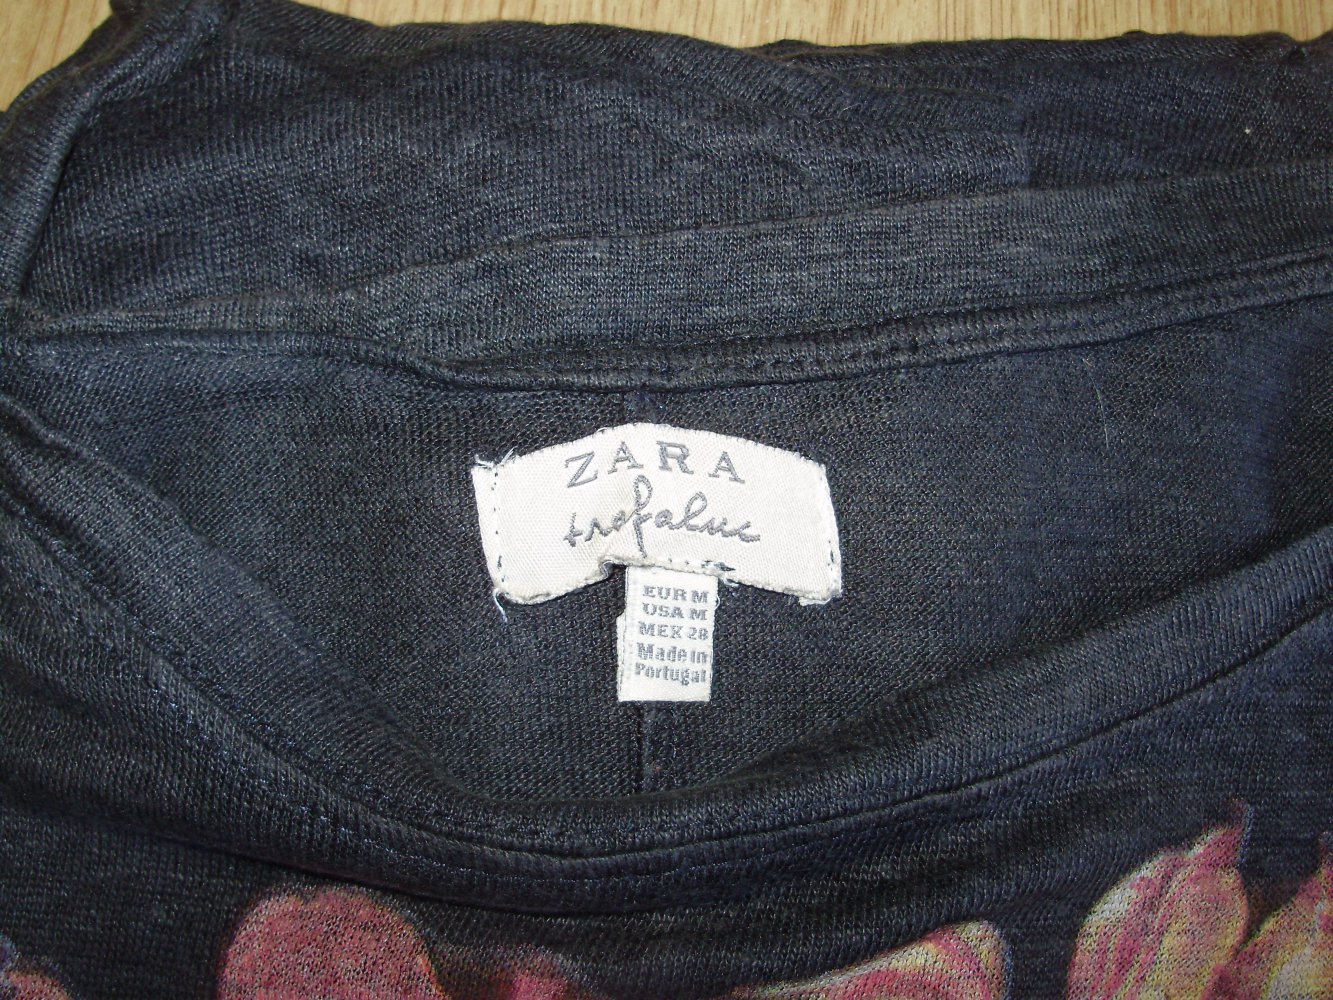 ZARA
trafaluc
EUR M
USA M
MEX 28
Made in
Portugal